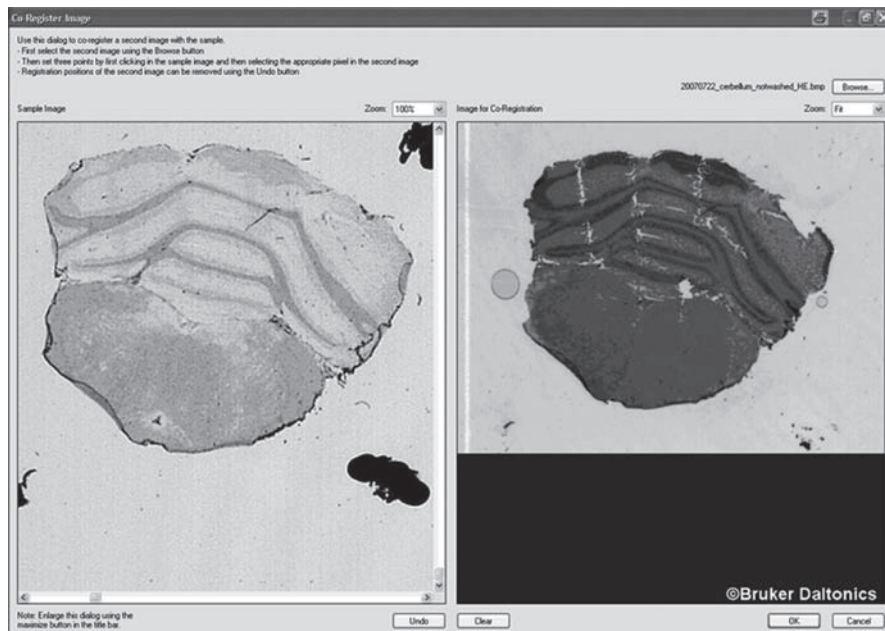 Co-Register Image
Use this dialog to co-register a second image with the sample.
- First select the second image using the Browse button
- Then set three points by first clicking in the sample image and then selecting the appropriate pixel in the second image
- Registration positions of the second image can be removed using the Undo button
20070722_cerbellum_notwashed_HE.bmp Browse...
Sample Image Zoom: 100% Image for Co-Registration Zoom: Fit
©Bruker Daltonics
Note: Enlarge this dialog using the
maximize button in the title bar.
Undo Clear OK Cancel